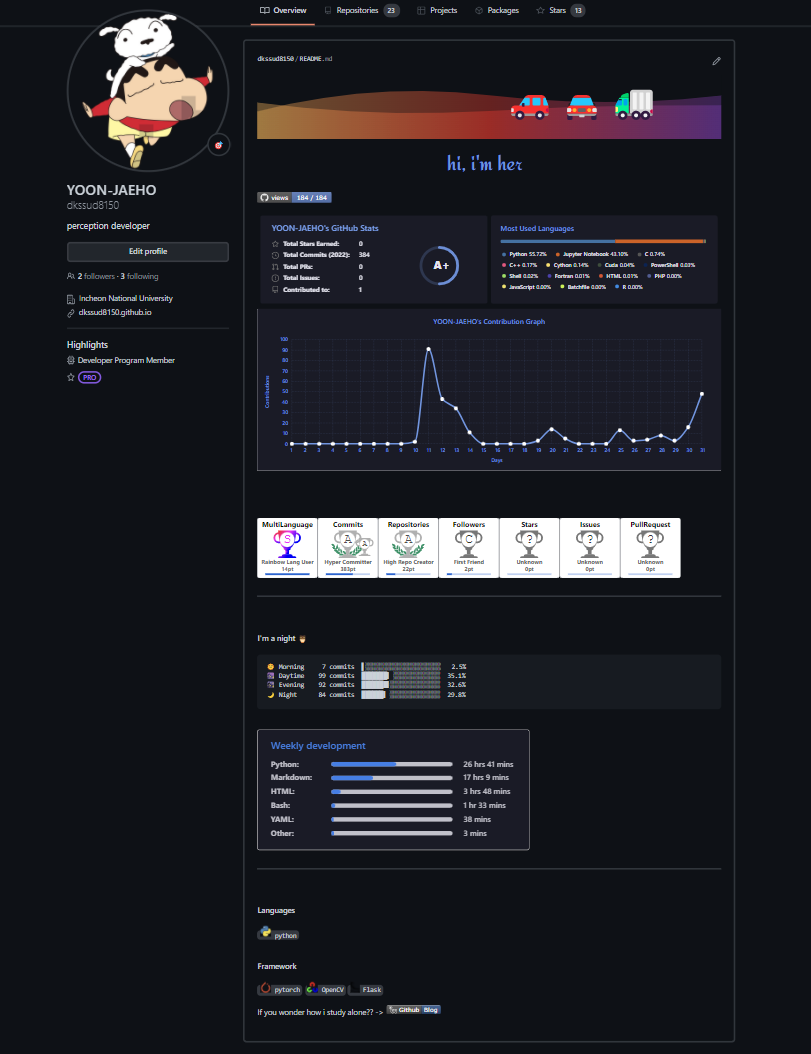 Overview Repositories 23 Projects Packages Stars 13
YOON-JAEHO
dkssud8150
perception developer
Edit profile
2 followers · 3 following
Incheon National University
dkssud8150.github.io
Highlights
Developer Program Member
PRO
dkssud8150/README.md
hi, i'm her
views 184 / 184
YOON-JAEHO's GitHub Stats
Total Stars Earned: 0
Total Commits (2022): 384
Total PRs: 0
Total Issues: 0
Contributed to: 1
A+
Most Used Languages
Python 55.72% Jupyter Notebook 43.10% C 0.74%
C++ 0.17% Cython 0.14% Cuda 0.04% PowerShell 0.03%
Shell 0.02% Fortran 0.01% HTML 0.01% PHP 0.00%
JavaScript 0.00% Batchfile 0.00% R 0.00%
YOON-JAEHO's Contribution Graph
100
90
80
70
60
50
40
30
20
10
0
Contributions
1 2 3 4 5 6 7 8 9 10 11 12 13 14 15 16 17 18 19 20 21 22 23 24 25 26 27 28 29 30 31
Days
MultiLanguage Commits Repositories Followers Stars Issues PullRequest
S A A A C ? ? ?
Rainbow Lang User Hyper Committer High Repo Creator First Friend Unknown Unknown Unknown
14pt 383pt 22pt 2pt 0pt 0pt 0pt
I'm a night
Morning 7 commits 2.5%
Daytime 99 commits 35.1%
Evening 92 commits 32.6%
Night 84 commits 29.8%
Weekly development
Python: 26 hrs 41 mins
Markdown: 17 hrs 9 mins
HTML: 3 hrs 48 mins
Bash: 1 hr 33 mins
YAML: 38 mins
Other: 3 mins
Languages
python
Framework
pytorch OpenCV Flask
If you wonder how i study alone?? -> Github Blog